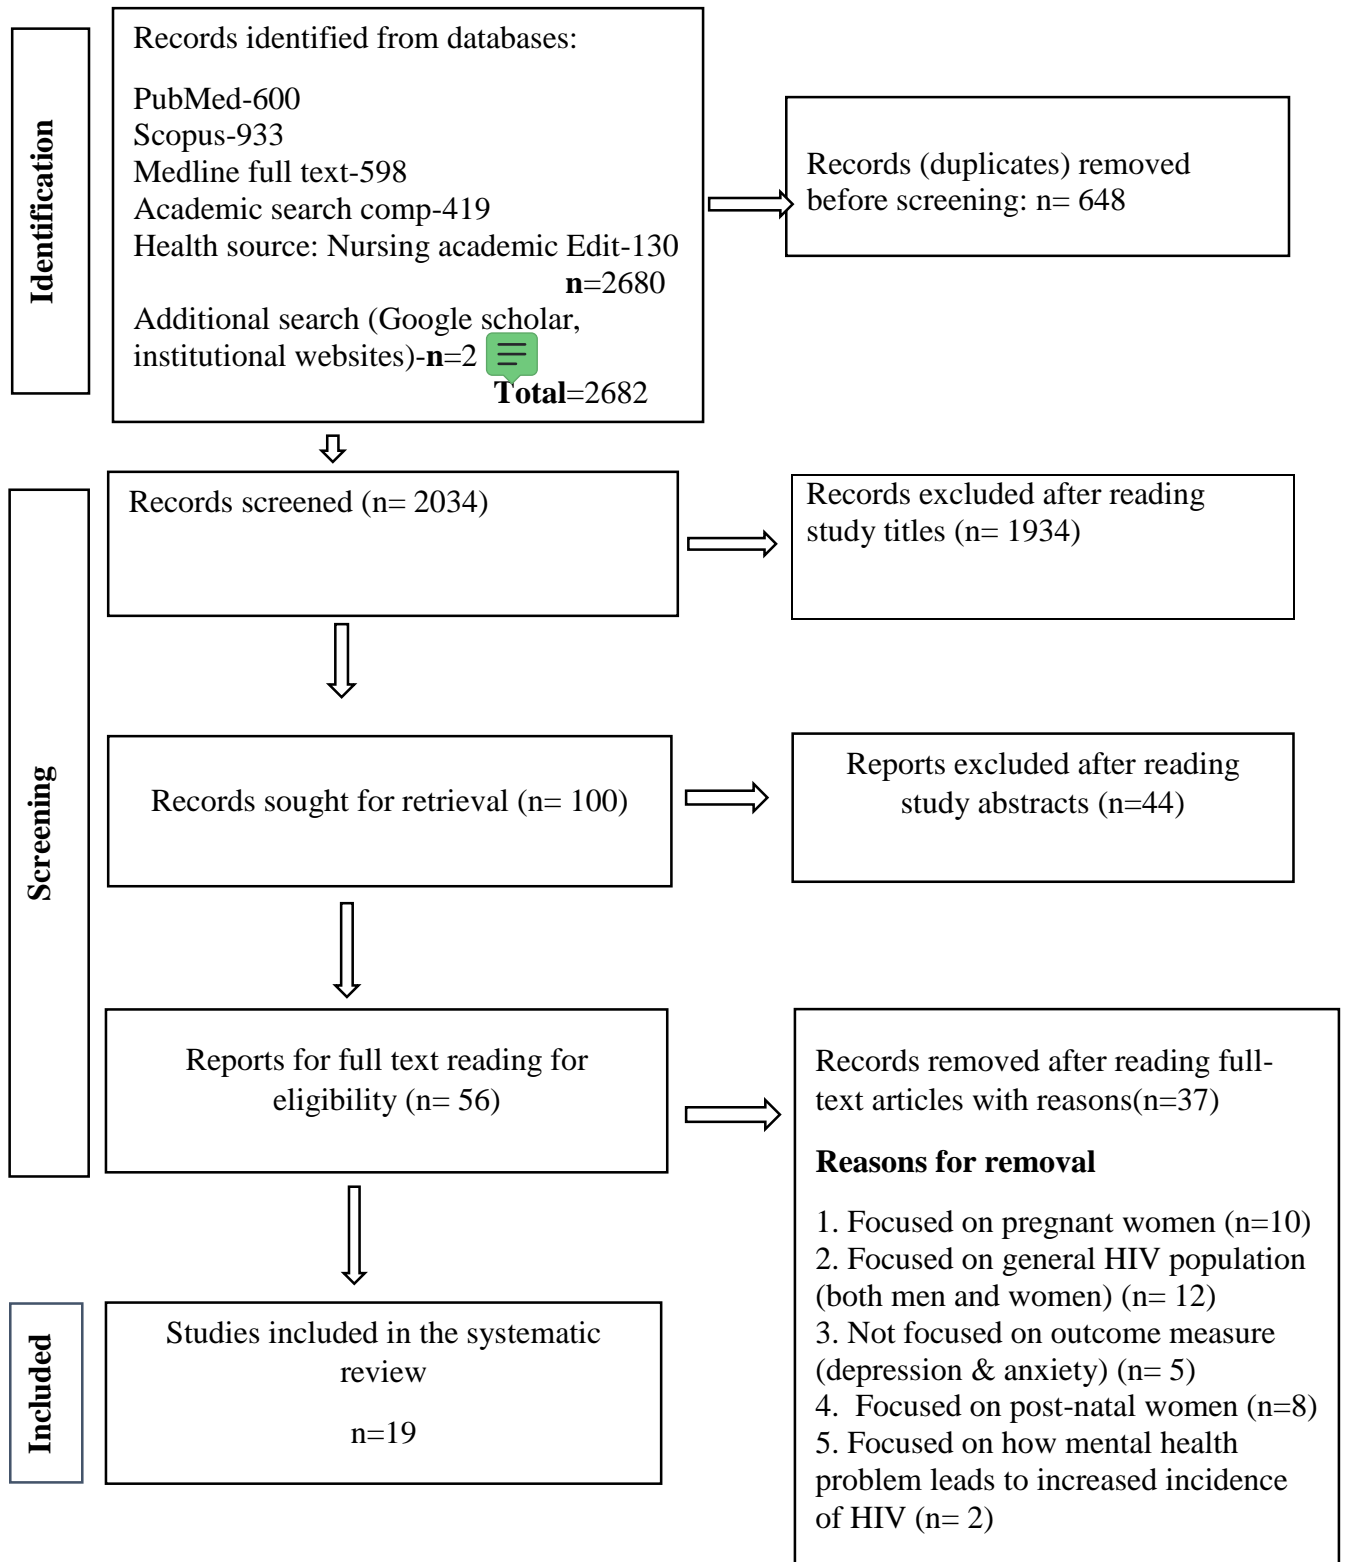 Identification
Records identified from databases:
PubMed-600
Scopus-933
Medline full text-598
Academic search comp-419
Health source: Nursing academic Edit-130
n=2680
Additional search (Google scholar,
institutional websites)-n=2
Total=2682
Records (duplicates) removed
before screening: n= 648
Screening
Records screened (n= 2034)
Records excluded after reading
study titles (n= 1934)
Records sought for retrieval (n= 100)
Reports excluded after reading
study abstracts (n=44)
Reports for full text reading for
eligibility (n= 56)
Records removed after reading full-
text articles with reasons(n=37)
Reasons for removal
1. Focused on pregnant women (n=10)
2. Focused on general HIV population
(both men and women) (n= 12)
3. Not focused on outcome measure
(depression & anxiety) (n= 5)
4.  Focused on post-natal women (n=8)
5. Focused on how mental health
problem leads to increased incidence
of HIV (n= 2)
Included
Studies included in the systematic
review
n=19